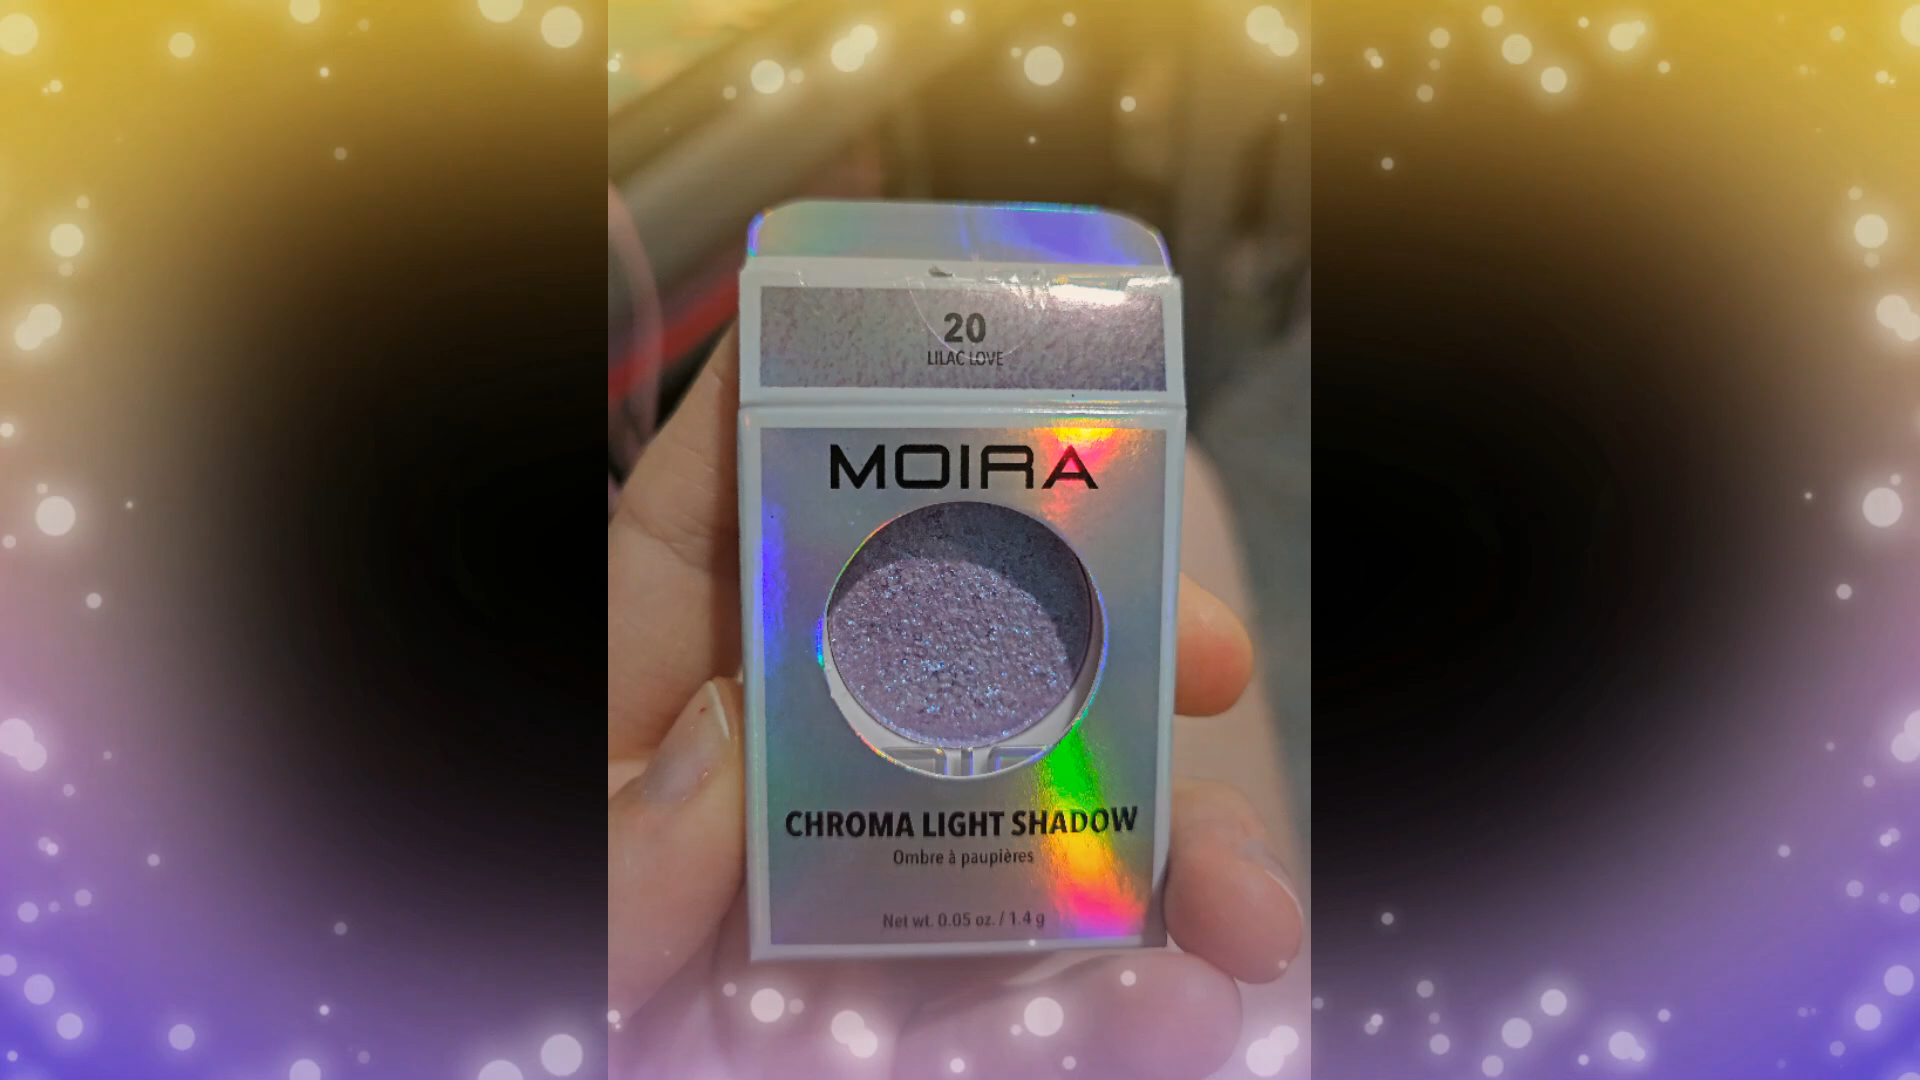 20
LILAC LOVE
MOIRA
CHROMA LIGHT SHADOW
Ombre à paupières
Net wt. 0.05 oz. / 1.4 g